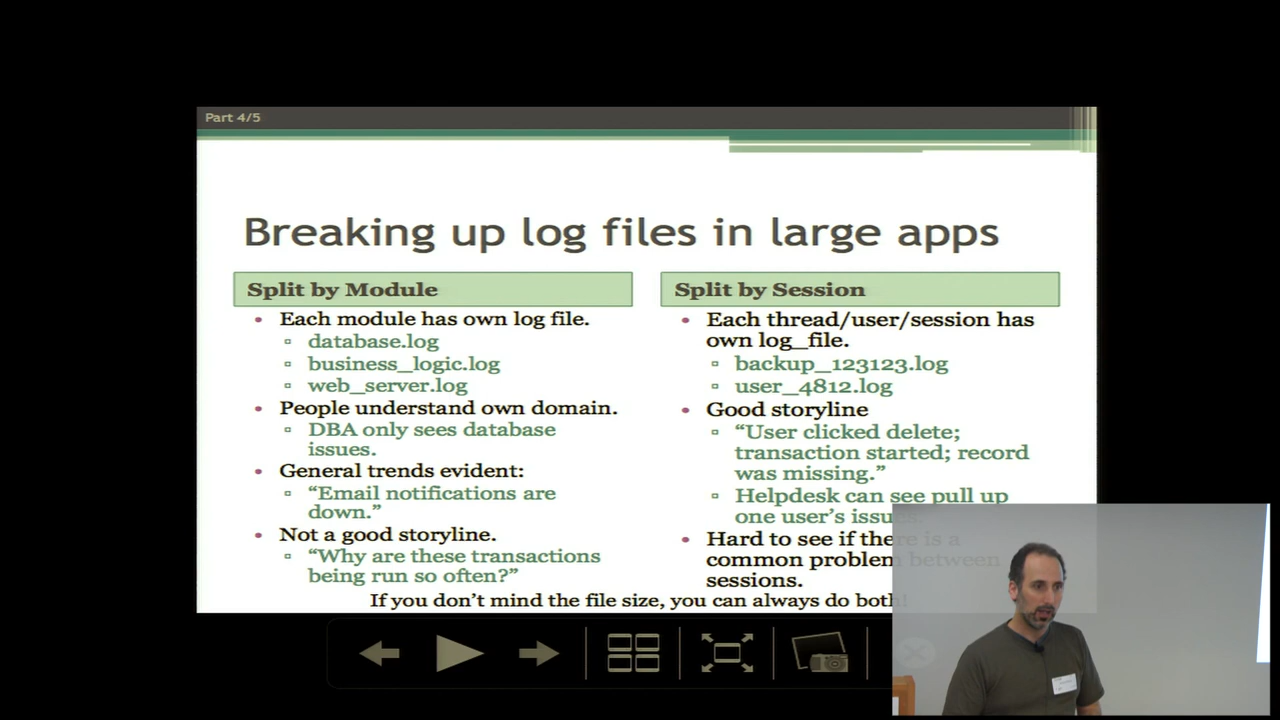 Part 4/5
Breaking up log files in large apps
Split by Module
Each module has own log file.
database.log
business_logic.log
web_server.log
People understand own domain.
DBA only sees database
issues.
General trends evident:
“Email notifications are
down.”
Not a good storyline.
“Why are these transactions
being run so often?”
Split by Session
Each thread/user/session has
own log_file.
backup_123123.log
user_4812.log
Good storyline
“User clicked delete;
transaction started; record
was missing.”
Helpdesk can see pull up
one user’s issues.
Hard to see if there is a
common problem between
sessions.
If you don’t mind the file size, you can always do both!